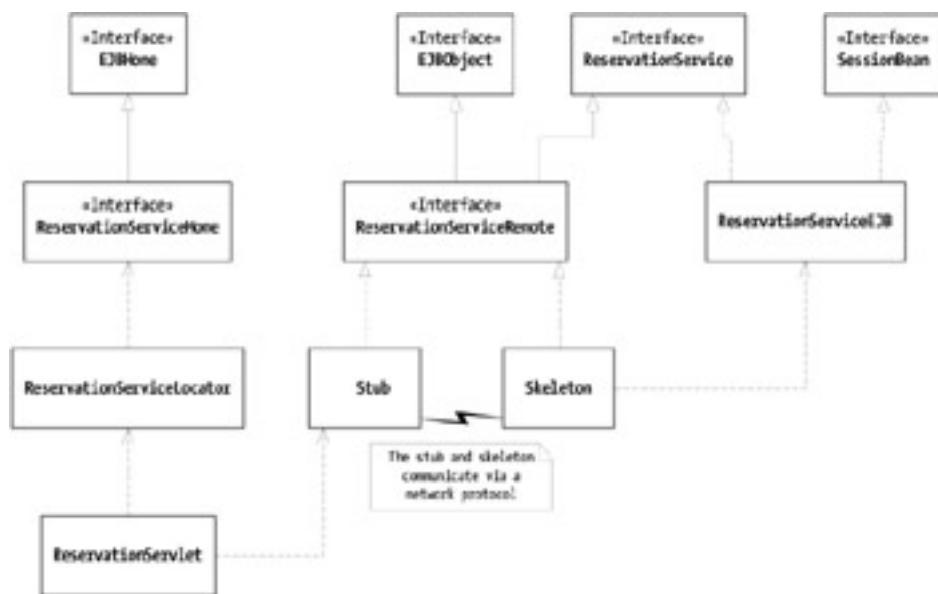 «Interface»
EJBHome
«Interface»
EJBObject
«Interface»
ReservationService
«Interface»
SessionBean
«Interface»
ReservationServiceHome
«Interface»
ReservationServiceRemote
ReservationServiceEJB
ReservationServiceLocator
Stub
Skeleton
The stub and skeleton
communicate via a
network protocol
ReservationServlet